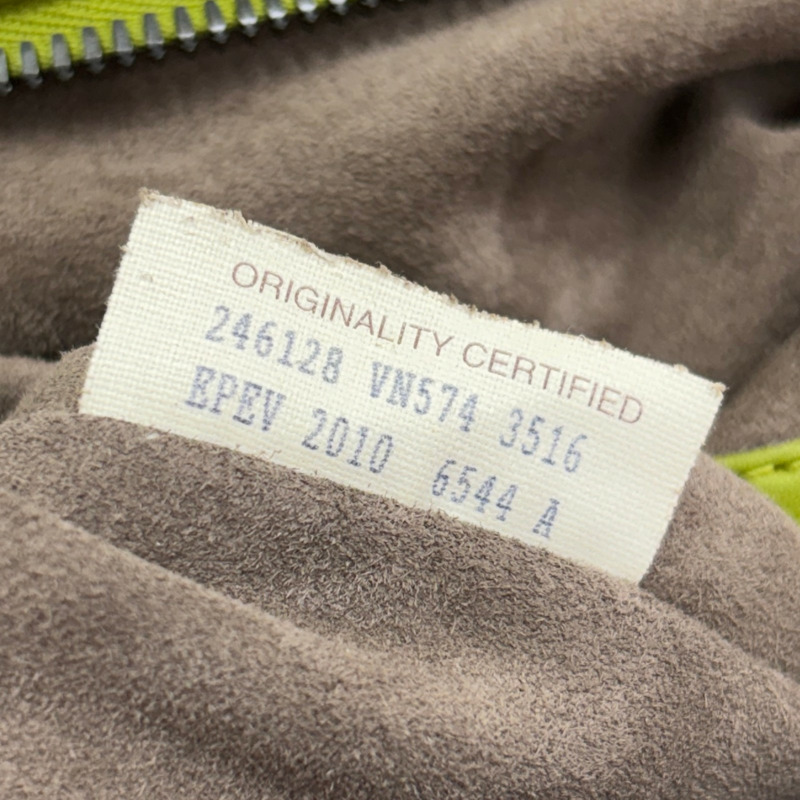 ORIGINALITY CERTIFIED
246128 VN574 3516
EPEV 2010 6544 A